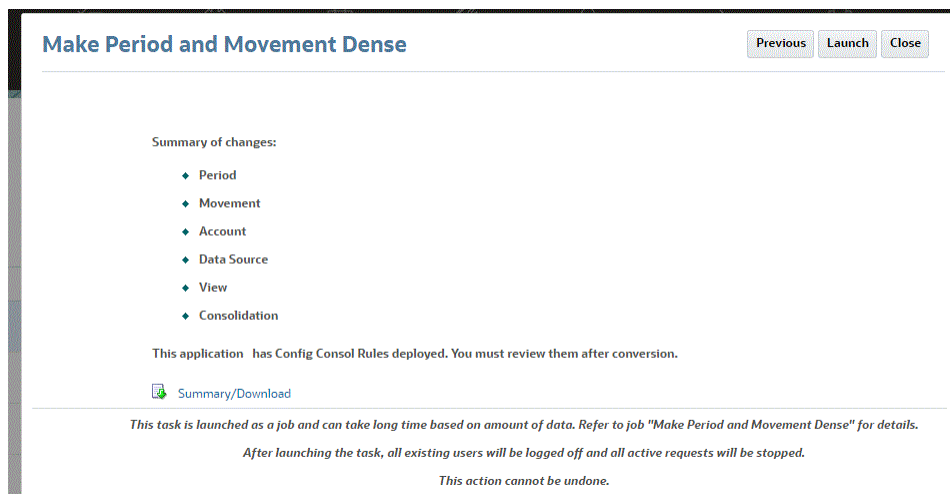 Make Period and Movement Dense
Previous Launch Close
Summary of changes:
Period
Movement
Account
Data Source
View
Consolidation
This application has Config Consol Rules deployed. You must review them after conversion.
Summary/Download
This task is launched as a job and can take long time based on amount of data. Refer to job "Make Period and Movement Dense" for details.
After launching the task, all existing users will be logged off and all active requests will be stopped.
This action cannot be undone.